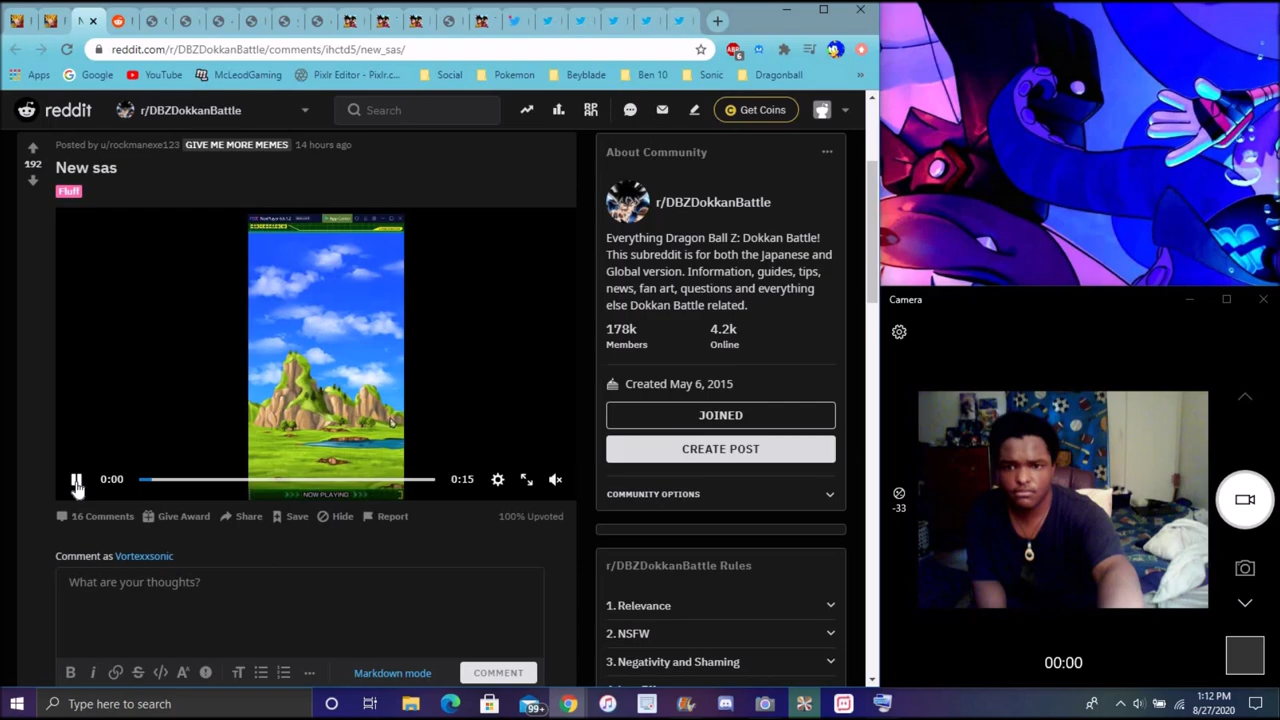 reddit.com/r/DBZDokkanBattle/comments/ihctd5/new_sas/
ABP
6
Apps
Google
YouTube
McLeodGaming
Pixlr Editor - Pixlr.c...
Social
Pokemon
Beyblade
Ben 10
Sonic
Dragonball
»
reddit
r/DBZDokkanBattle
Search
Get Coins
192
Posted by u/rockmanexe123 GIVE ME MORE MEMES 14 hours ago
New sas
Fluff
>>> NOW PLAYING >>>
0:00
0:15
16 Comments
Give Award
Share
Save
Hide
Report
100% Upvoted
Comment as Vortexxsonic
What are your thoughts?
Markdown mode
COMMENT
About Community
r/DBZDokkanBattle
Everything Dragon Ball Z: Dokkan Battle!
This subreddit is for both the Japanese and
Global version. Information, guides, tips,
news, fan art, questions and everything
else Dokkan Battle related.
178k
Members
4.2k
Online
Created May 6, 2015
JOINED
CREATE POST
COMMUNITY OPTIONS
r/DBZDokkanBattle Rules
1. Relevance
2. NSFW
3. Negativity and Shaming
Camera
-33
00:00
Type here to search
99+
1:12 PM
8/27/2020